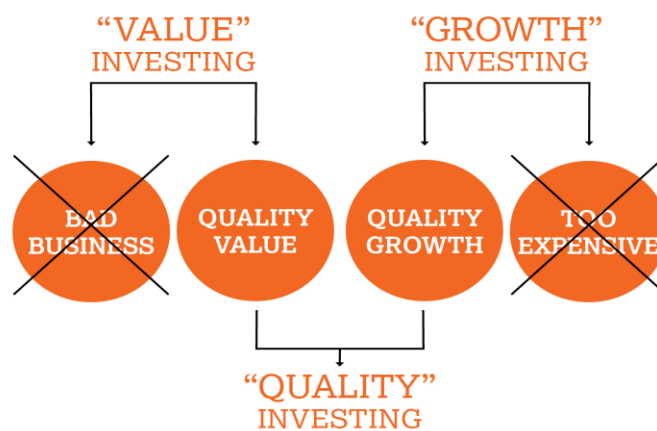 “VALUE”
INVESTING
“GROWTH”
INVESTING
BAD
BUSINESS
QUALITY
VALUE
QUALITY
GROWTH
TOO
EXPENSIVE
“QUALITY”
INVESTING